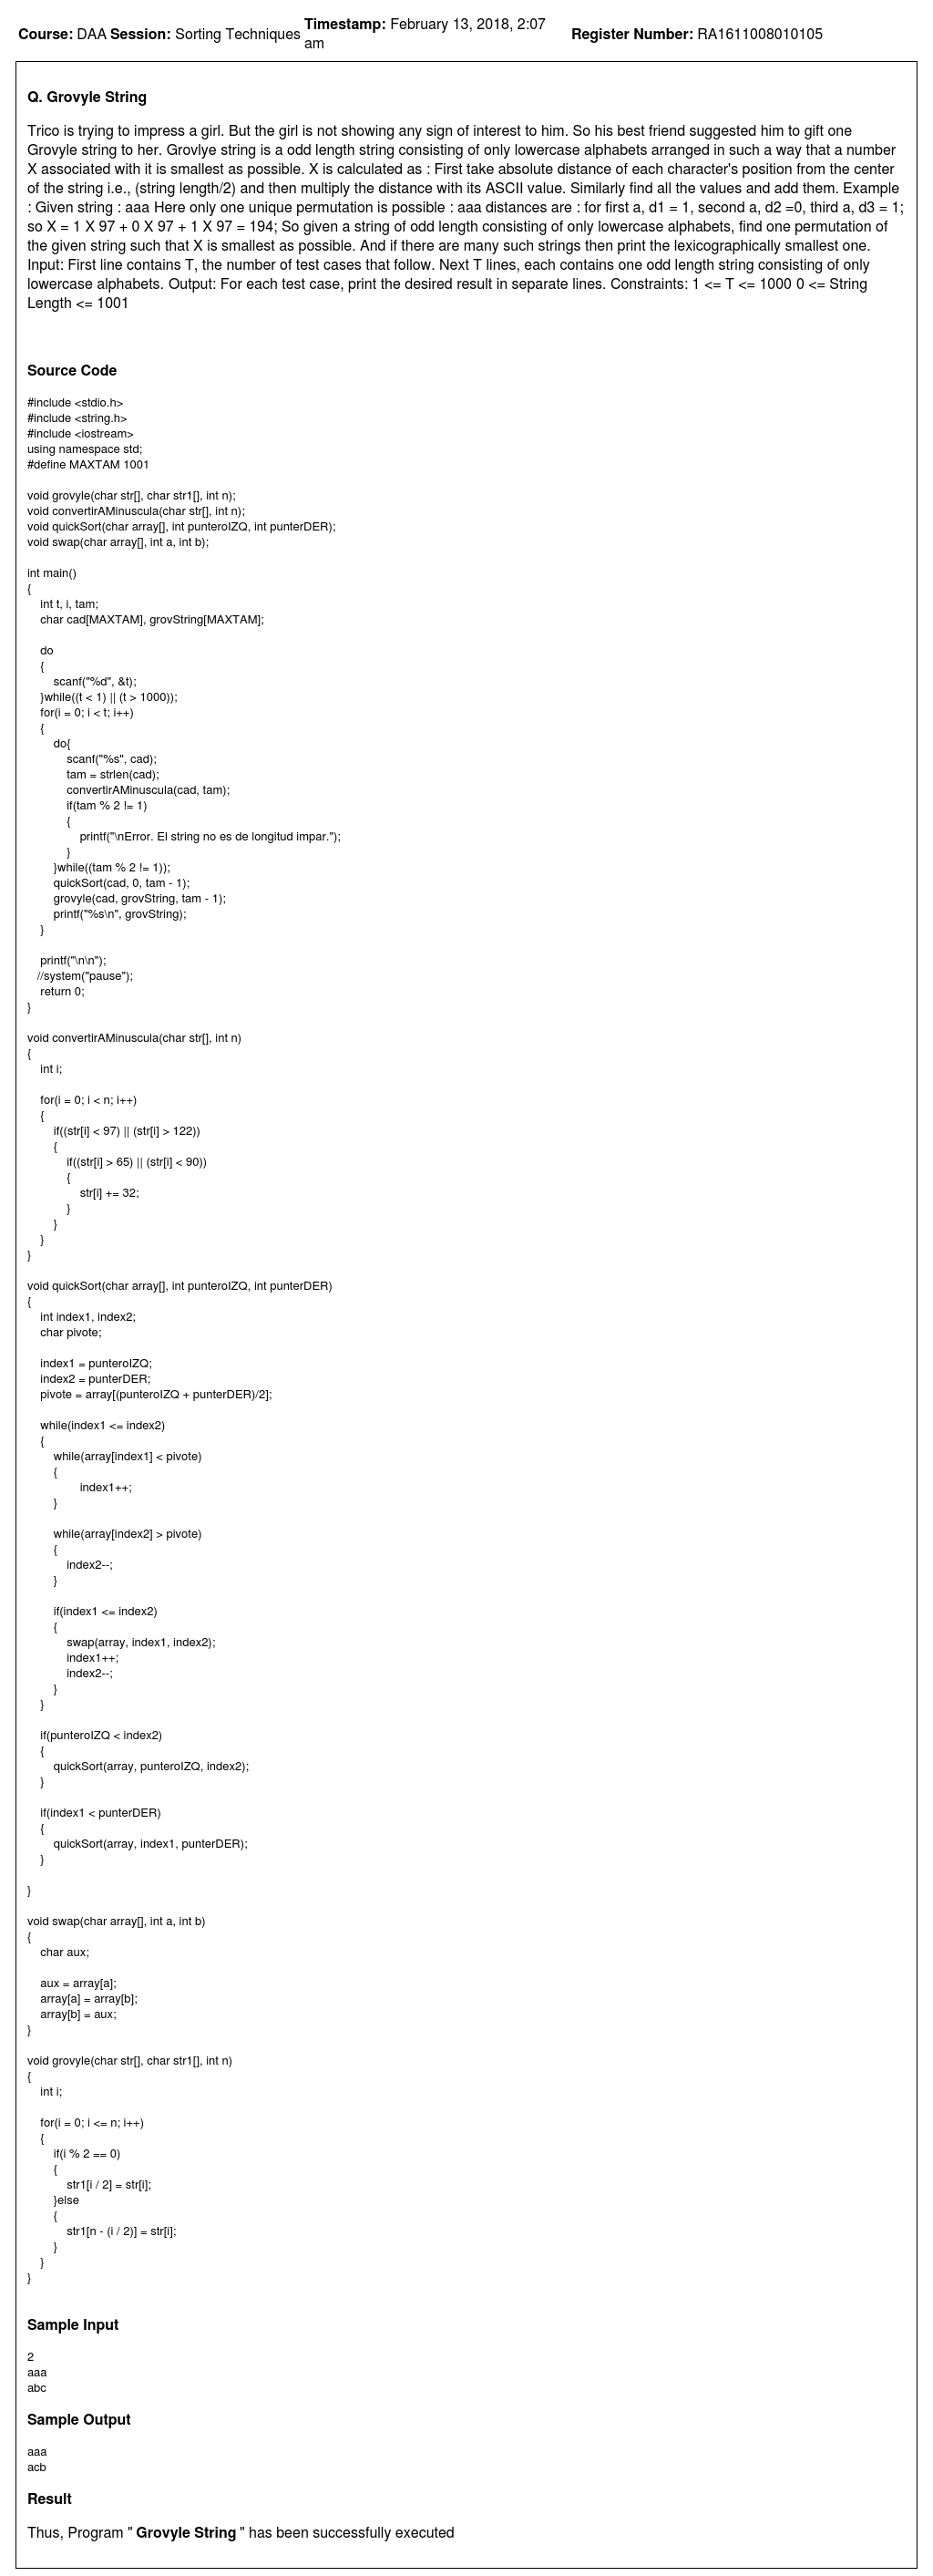 Course: DAA Session: Sorting Techniques Timestamp: February 13, 2018, 2:07 am Register Number: RA1611008010105
Q. Grovyle String
Trico is trying to impress a girl. But the girl is not showing any sign of interest to him. So his best friend suggested him to gift one
Grovyle string to her. Grovlye string is a odd length string consisting of only lowercase alphabets arranged in such a way that a number
X associated with it is smallest as possible. X is calculated as : First take absolute distance of each character's position from the center
of the string i.e., (string length/2) and then multiply the distance with its ASCII value. Similarly find all the values and add them. Example
: Given string : aaa Here only one unique permutation is possible : aaa distances are : for first a, d1 = 1, second a, d2 =0, third a, d3 = 1;
so X = 1 X 97 + 0 X 97 + 1 X 97 = 194; So given a string of odd length consisting of only lowercase alphabets, find one permutation of
the given string such that X is smallest as possible. And if there are many such strings then print the lexicographically smallest one.
Input: First line contains T, the number of test cases that follow. Next T lines, each contains one odd length string consisting of only
lowercase alphabets. Output: For each test case, print the desired result in separate lines. Constraints: 1 <= T <= 1000 0 <= String
Length <= 1001
Source Code
#include <stdio.h>
#include <string.h>
#include <iostream>
using namespace std;
#define MAXTAM 1001
void grovyle(char str[], char str1[], int n);
void convertirAMinuscula(char str[], int n);
void quickSort(char array[], int punteroIZQ, int punterDER);
void swap(char array[], int a, int b);
int main()
{
int t, i, tam;
char cad[MAXTAM], grovString[MAXTAM];
do
{
scanf("%d", &t);
}while((t < 1) || (t > 1000));
for(i = 0; i < t; i++)
{
do{
scanf("%s", cad);
tam = strlen(cad);
convertirAMinuscula(cad, tam);
if(tam % 2 != 1)
{
printf("\nError. El string no es de longitud impar.");
}
}while((tam % 2 != 1));
quickSort(cad, 0, tam - 1);
grovyle(cad, grovString, tam - 1);
printf("%s\n", grovString);
}
printf("\n\n");
//system("pause");
return 0;
}
void convertirAMinuscula(char str[], int n)
{
int i;
for(i = 0; i < n; i++)
{
if((str[i] < 97) || (str[i] > 122))
{
if((str[i] > 65) || (str[i] < 90))
{
str[i] += 32;
}
}
}
}
void quickSort(char array[], int punteroIZQ, int punterDER)
{
int index1, index2;
char pivote;
index1 = punteroIZQ;
index2 = punterDER;
pivote = array[(punteroIZQ + punterDER)/2];
while(index1 <= index2)
{
while(array[index1] < pivote)
{
index1++;
}
while(array[index2] > pivote)
{
index2--;
}
if(index1 <= index2)
{
swap(array, index1, index2);
index1++;
index2--;
}
}
if(punteroIZQ < index2)
{
quickSort(array, punteroIZQ, index2);
}
if(index1 < punterDER)
{
quickSort(array, index1, punterDER);
}
}
void swap(char array[], int a, int b)
{
char aux;
aux = array[a];
array[a] = array[b];
array[b] = aux;
}
void grovyle(char str[], char str1[], int n)
{
int i;
for(i = 0; i <= n; i++)
{
if(i % 2 == 0)
{
str1[i / 2] = str[i];
}else
{
str1[n - (i / 2)] = str[i];
}
}
}
Sample Input
2
aaa
abc
Sample Output
aaa
acb
Result
Thus, Program " Grovyle String " has been successfully executed